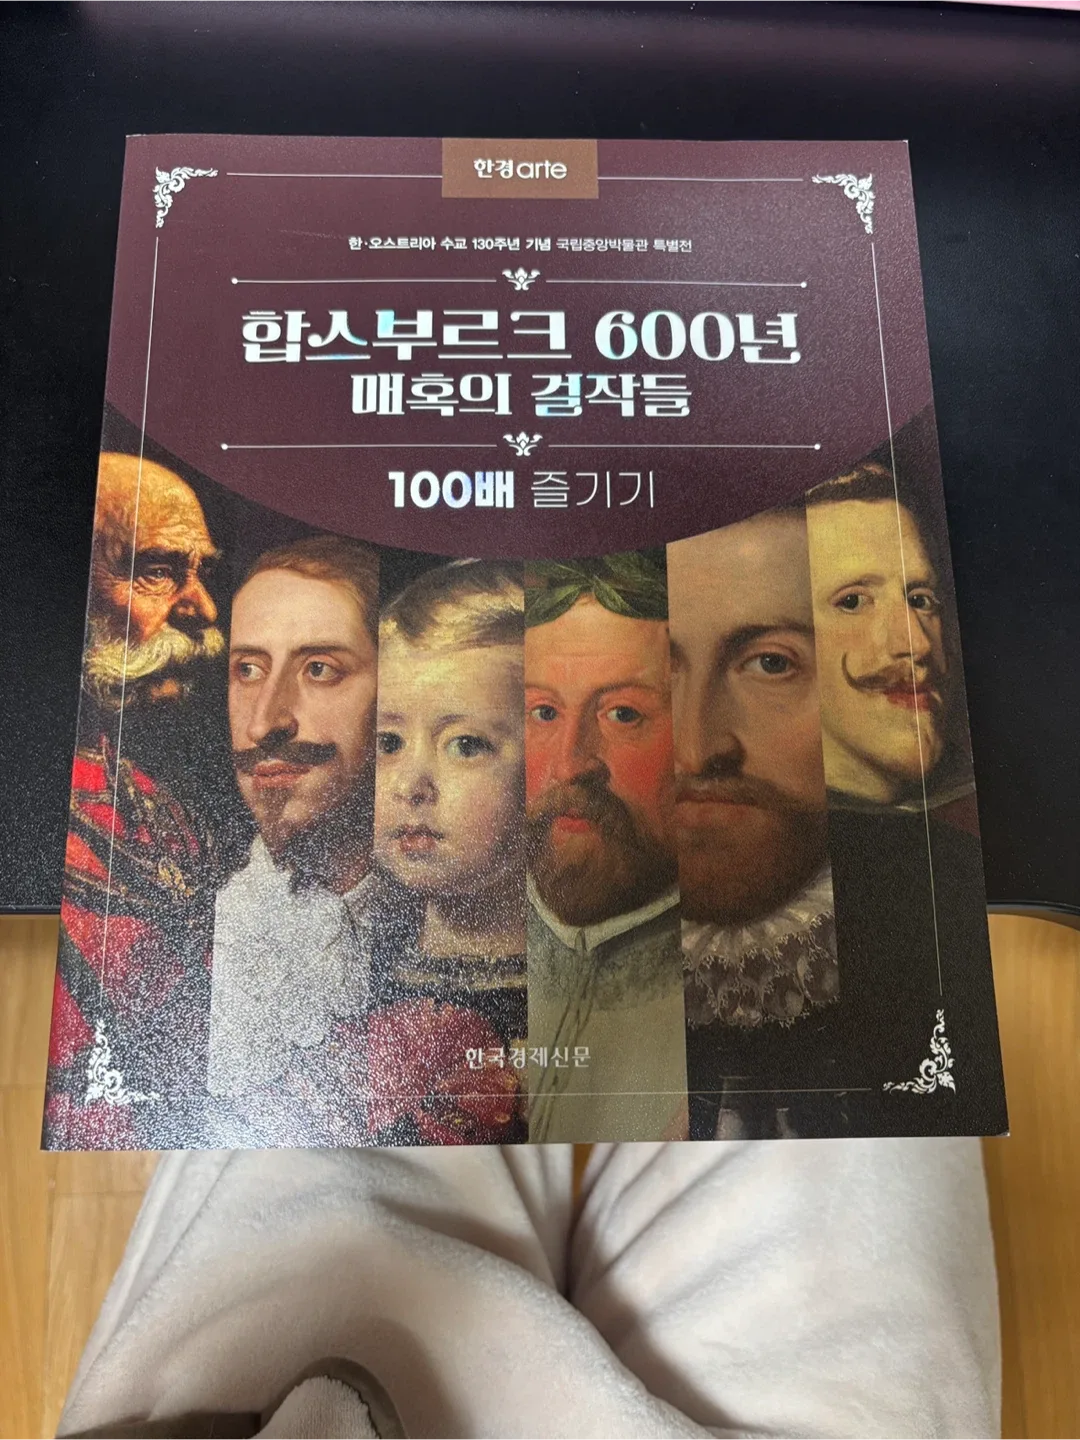 한경arte
한·오스트리아 수교 130주년 기념 국립중앙박물관 특별전
합스부르크 600년
매혹의 걸작들
100배 즐기기
한국경제신문